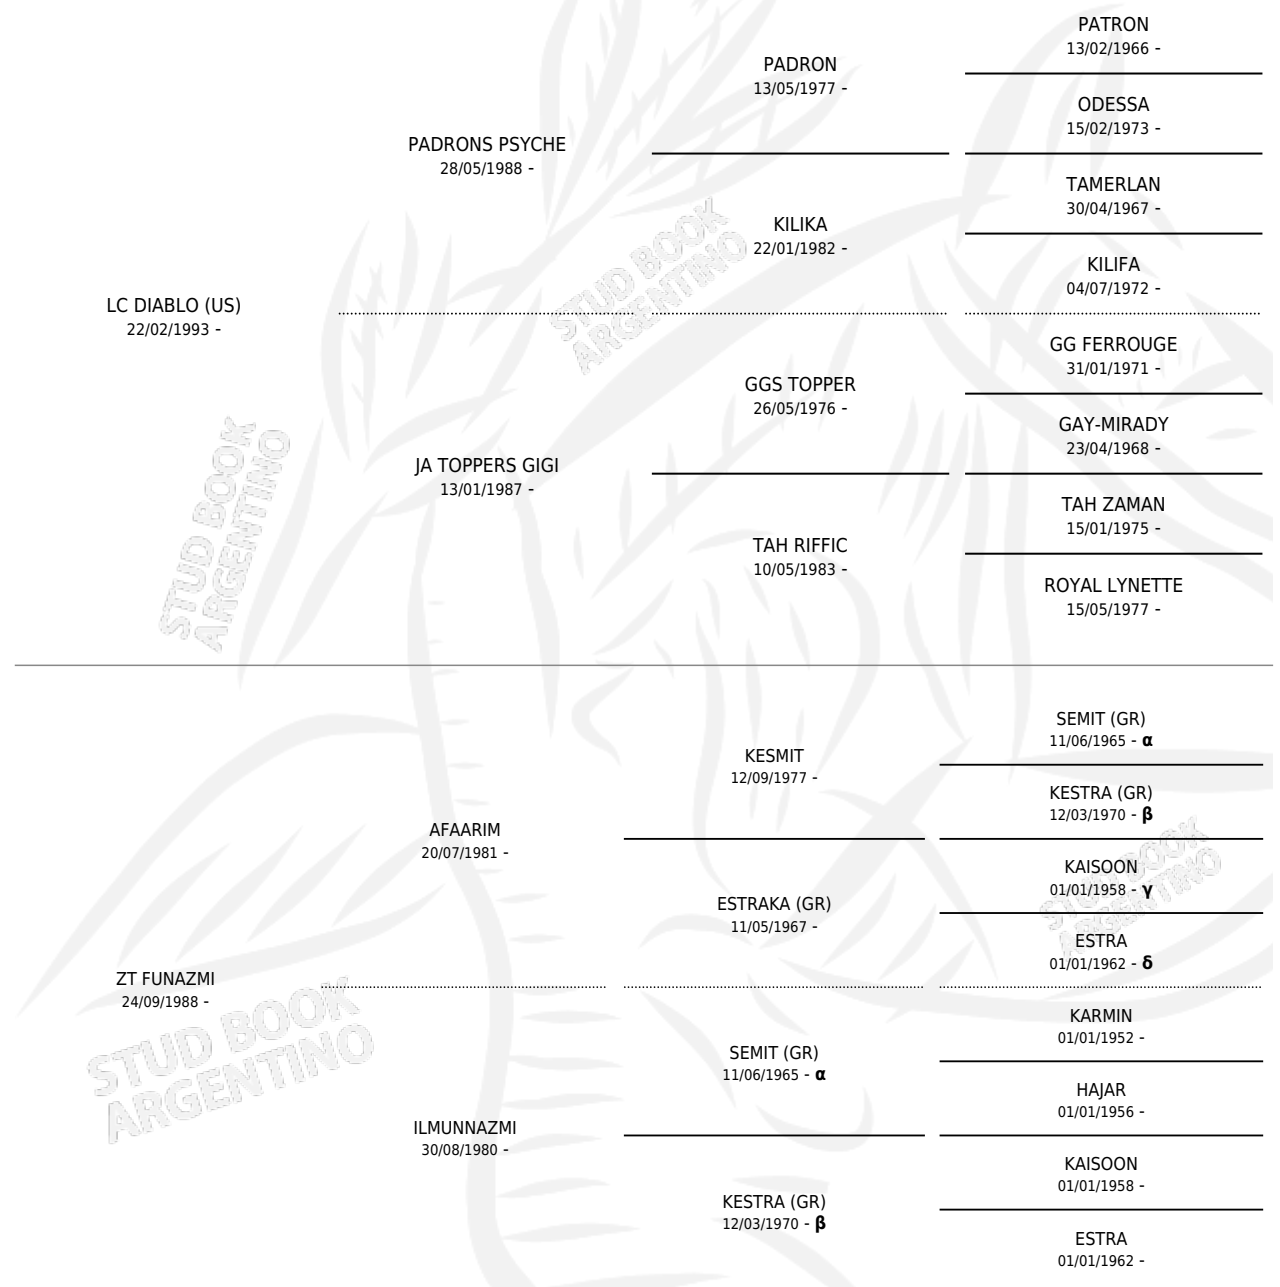 PATRON
13/02/1966 -
PADRON
13/05/1977 -
ODESSA
15/02/1973 -
PADRONS PSYCHE
28/05/1988 -
TAMERLAN
30/04/1967 -
KILIKA
22/01/1982 -
KILIFA
04/07/1972 -
LC DIABLO (US)
22/02/1993 -
GG FERROUGE
31/01/1971 -
GGS TOPPER
26/05/1976 -
GAY-MIRADY
23/04/1968 -
JA TOPPERS GIGI
13/01/1987 -
TAH ZAMAN
15/01/1975 -
TAH RIFFIC
10/05/1983 -
ROYAL LYNETTE
15/05/1977 -
SEMIT (GR)
11/06/1965 - α
KESMIT
12/09/1977 -
KESTRA (GR)
12/03/1970 - β
AFAARIM
20/07/1981 -
KAISOON
01/01/1958 - γ
ESTRAKA (GR)
11/05/1967 -
ESTRA
01/01/1962 - δ
ZT FUNAZMI
24/09/1988 -
KARMIN
01/01/1952 -
SEMIT (GR)
11/06/1965 - α
HAJAR
01/01/1956 -
ILMUNNAZMI
30/08/1980 -
KAISOON
01/01/1958 -
KESTRA (GR)
12/03/1970 - β
ESTRA
01/01/1962 -
STUD BOOK
ARGENTINO
STUD BOOK
ARGENTINO
STUD BOOK
ARGENTINO
STUD BOOK
ARGENTINO